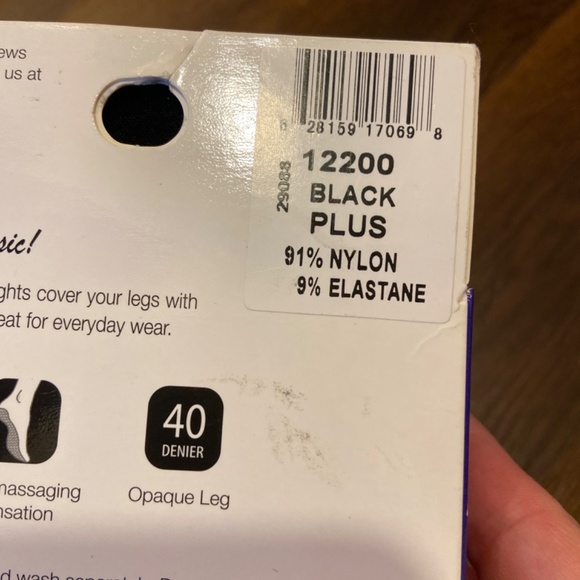 ews
us at
6 28159 17069 8
29088
12200
BLACK
PLUS
91% NYLON
9% ELASTANE
sic!
ghts cover your legs with
eat for everyday wear.
40
DENIER
massaging
nsation
Opaque Leg
d wash separately. D